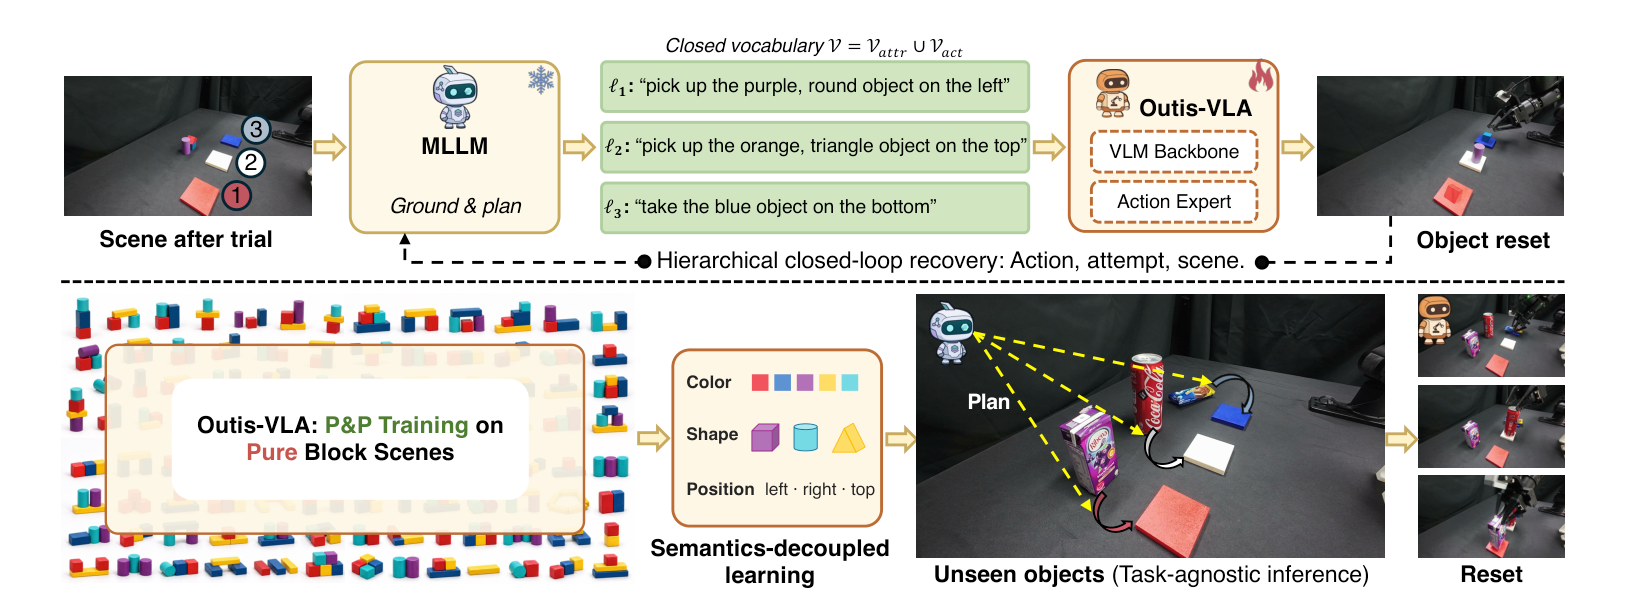 Closed vocabulary 𝒱 = 𝒱attr ∪ 𝒱act
3
2
1
Scene after trial
MLLM
Ground & plan
ℓ1: “pick up the purple, round object on the left”
ℓ2: “pick up the orange, triangle object on the top”
ℓ3: “take the blue object on the bottom”
Outis-VLA
VLM Backbone
Action Expert
Object reset
Hierarchical closed-loop recovery: Action, attempt, scene.
Outis-VLA: P&P Training on
Pure Block Scenes
Color
Shape
Position left · right · top
Semantics-decoupled
learning
Plan
Ribena
Coca-Cola
Unseen objects (Task-agnostic inference)
Reset